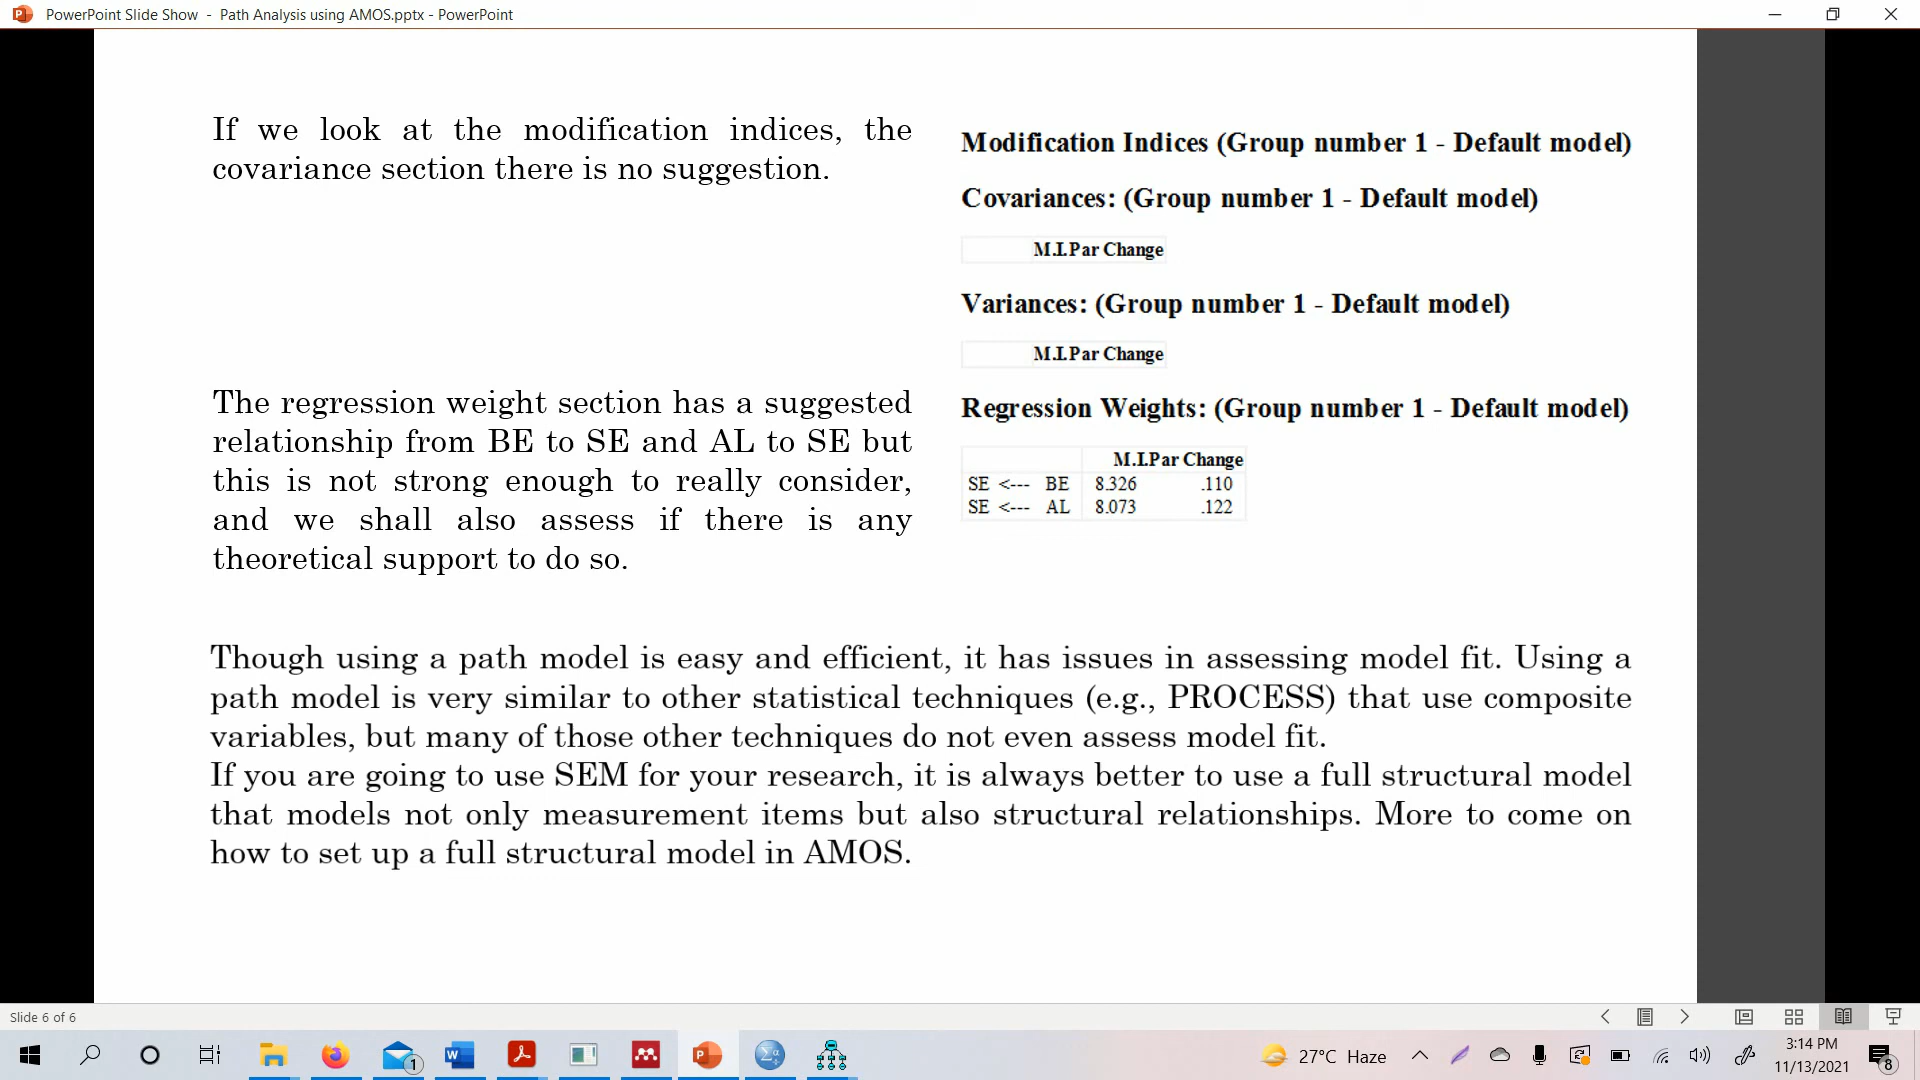 PowerPoint Slide Show - Path Analysis using AMOS.pptx - PowerPoint
If we look at the modification indices, the
covariance section there is no suggestion.
Modification Indices (Group number 1 - Default model)
Covariances: (Group number 1 - Default model)
M.I. Par Change
Variances: (Group number 1 - Default model)
M.I. Par Change
The regression weight section has a suggested
relationship from BE to SE and AL to SE but
this is not strong enough to really consider,
and we shall also assess if there is any
theoretical support to do so.
Regression Weights: (Group number 1 - Default model)
M.I. Par Change
SE <--- BE 8.326 .110
SE <--- AL 8.073 .122
Though using a path model is easy and efficient, it has issues in assessing model fit. Using a
path model is very similar to other statistical techniques (e.g., PROCESS) that use composite
variables, but many of those other techniques do not even assess model fit.
If you are going to use SEM for your research, it is always better to use a full structural model
that models not only measurement items but also structural relationships. More to come on
how to set up a full structural model in AMOS.
Slide 6 of 6
1
27°C Haze
3:14 PM
11/13/2021
8